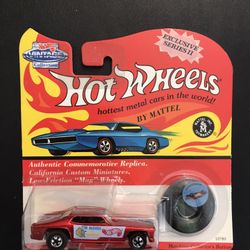 VINTAGE
EXCLUSIVE
SERIES II
HOT WHEELS
hottest metal cars in the world!
BY MATTEL
Authentic Commemorative Replica.
California Custom Miniatures.
Low-Friction "Mag" Wheels.